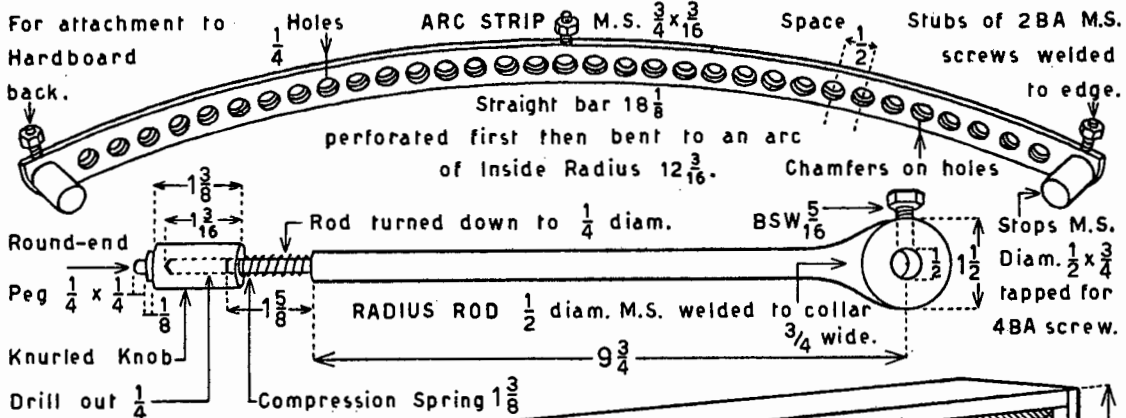 For attachment to Hardboard back.
1/4 Holes
ARC STRIP M.S. 3/4 x 3/16
Space 1/2
Stubs of 2BA M.S. screws welded to edge.
Straight bar 18 1/8 perforated first then bent to an arc of Inside Radius 12 3/16.
Chamfers on holes
1 3/8
1 3/16
Rod turned down to 1/4 diam.
BSW 5/16
Stops M.S. Diam. 1/2 x 3/4 tapped for 4BA screw.
Round-end Peg 1/4 x 1/4
1/8
1 5/8
1/2
1 1/2
RADIUS ROD 1/2 diam. M.S. welded to collar 3/4 wide.
9 3/4
Knurled Knob
Drill out 1/4
Compression Spring 1 3/8